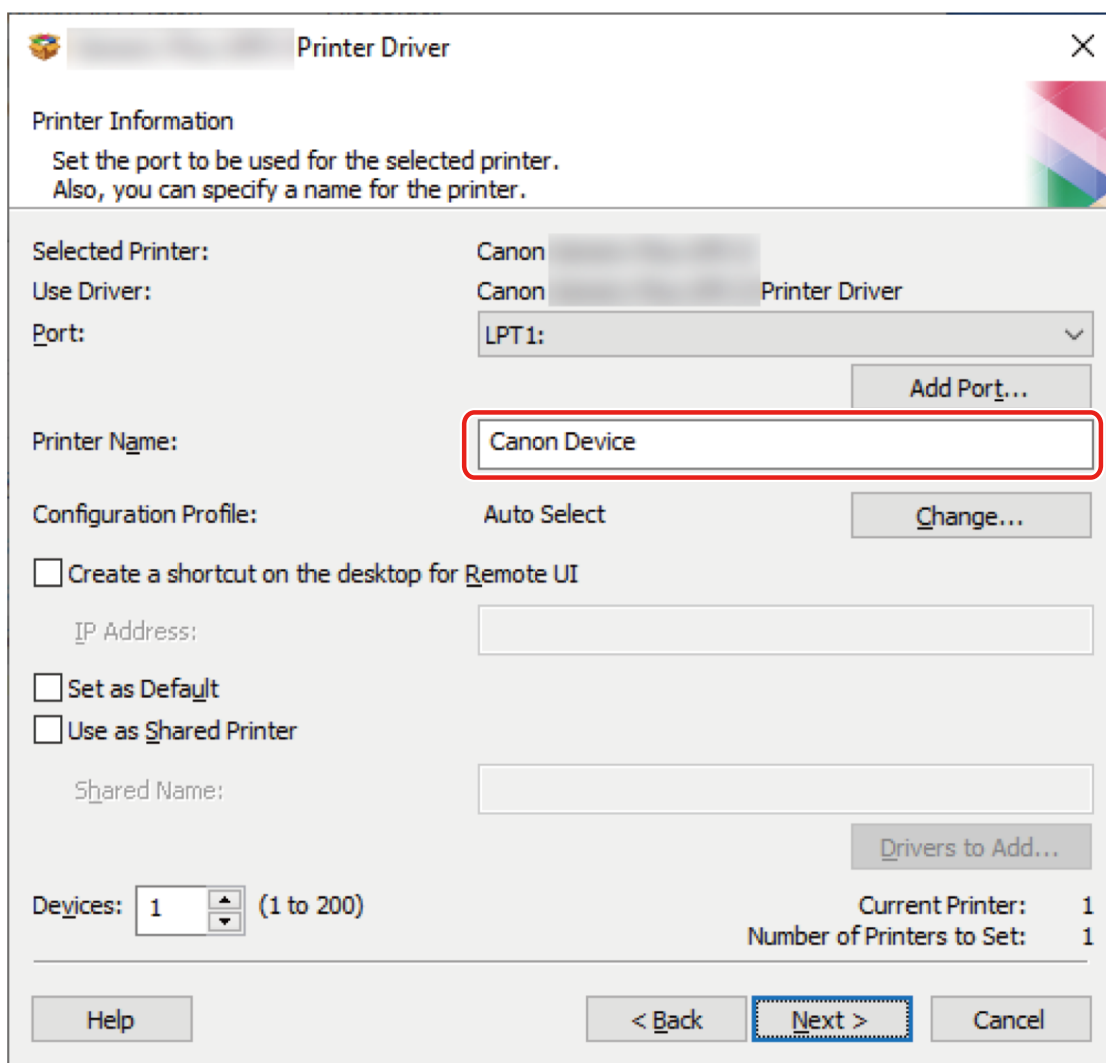 Printer Driver
Printer Information
Set the port to be used for the selected printer.
Also, you can specify a name for the printer.
Selected Printer: Canon
Use Driver: Canon Printer Driver
Port: LPT1:
Add Port...
Printer Name: Canon Device
Configuration Profile: Auto Select Change...
Create a shortcut on the desktop for Remote UI
IP Address:
Set as Default
Use as Shared Printer
Shared Name:
Drivers to Add...
Devices: 1 (1 to 200) Current Printer: 1
Number of Printers to Set: 1
Help < Back Next > Cancel